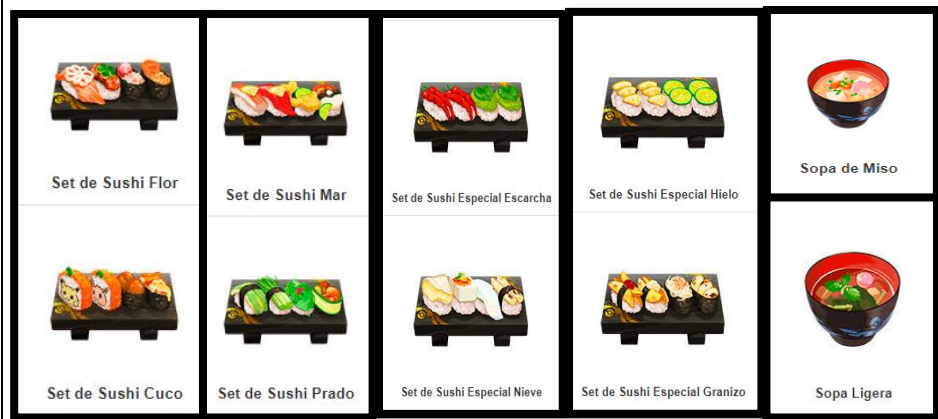 Set de Sushi Flor
Set de Sushi Mar
Set de Sushi Especial Escarcha
Set de Sushi Especial Hielo
Sopa de Miso
Set de Sushi Cuco
Set de Sushi Prado
Set de Sushi Especial Nieve
Set de Sushi Especial Granizo
Sopa Ligera